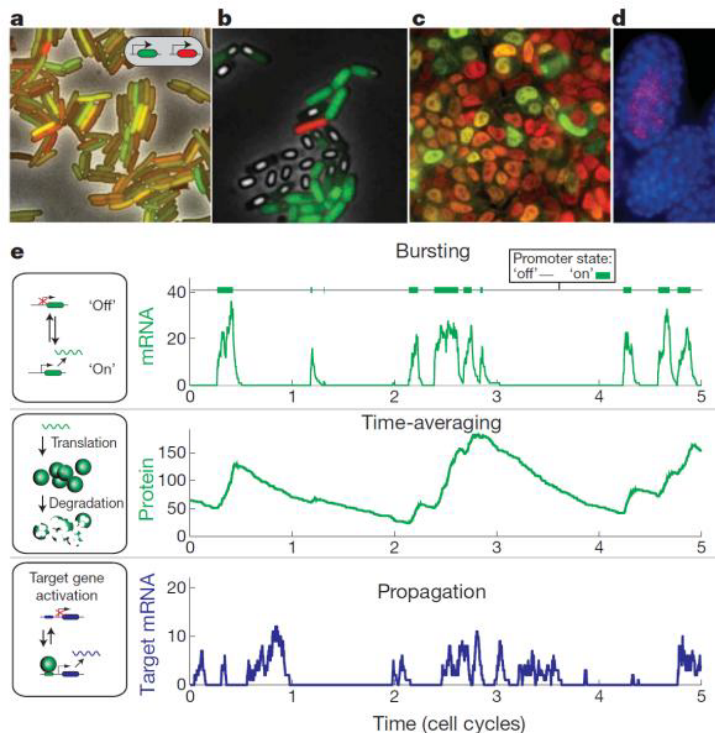 a b c d
e
Bursting
Promoter state:
'off' — 'on'
'Off'
'On'
mRNA
40
20
0
0 1 2 3 4 5
Time-averaging
Translation
Degradation
Protein
150
100
50
0
0 1 2 3 4 5
Propagation
Target gene
activation
Target mRNA
20
10
0
0 1 2 3 4 5
Time (cell cycles)